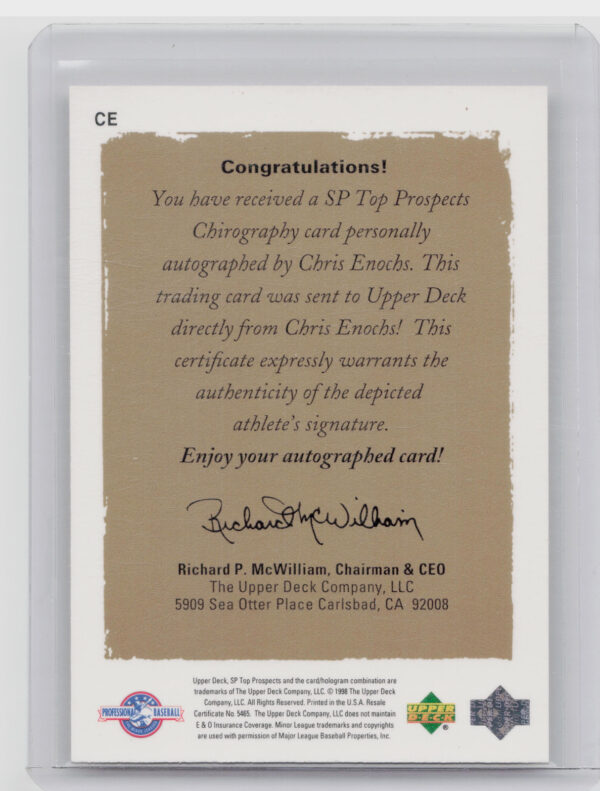 CE
Congratulations!
You have received a SP Top Prospects
Chirography card personally
autographed by Chris Enochs. This
trading card was sent to Upper Deck
directly from Chris Enochs! This
certificate expressly warrants the
authenticity of the depicted
athlete's signature.
Enjoy your autographed card!
Richard McWilliam
Richard P. McWilliam, Chairman & CEO
The Upper Deck Company, LLC
5909 Sea Otter Place Carlsbad, CA 92008
Upper Deck, SP Top Prospects and the card/hologram combination are
trademarks of The Upper Deck Company, LLC. © 1998 The Upper Deck
Company, LLC. All Rights Reserved. Printed in the U.S.A. Resale
Certificate No. 5465. The Upper Deck Company, LLC does not maintain
E & O Insurance Coverage. Minor League trademarks and copyrights
are used with permission of Major League Baseball Properties, Inc.
PROFESSIONAL BASEBALL
UPPER
DECK
UPPER
DECK